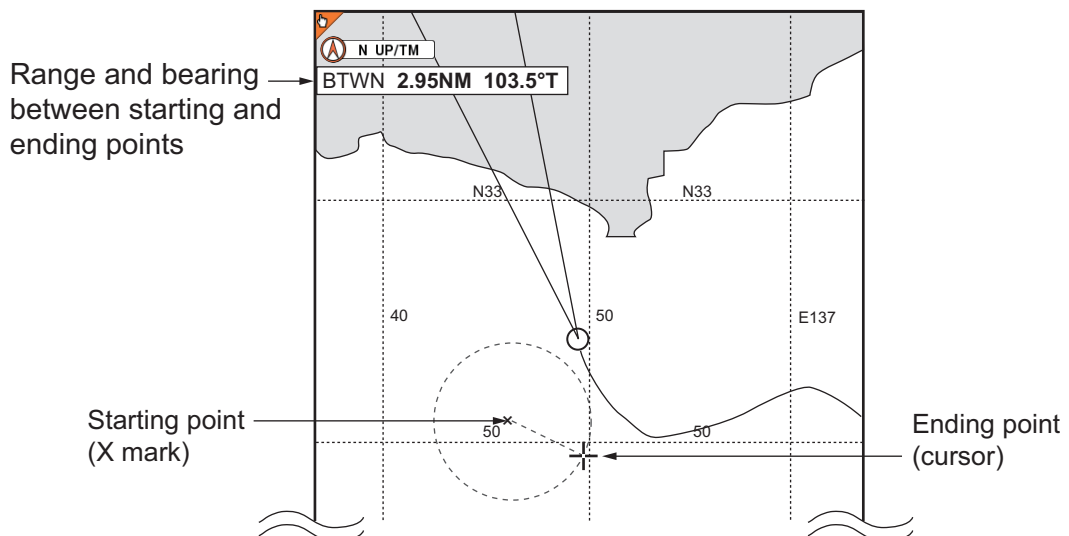 N UP/TM
Range and bearing
between starting and
ending points
BTWN 2.95NM 103.5°T
N33 N33
40 50 E137
Starting point
(X mark)
50 50
Ending point
(cursor)